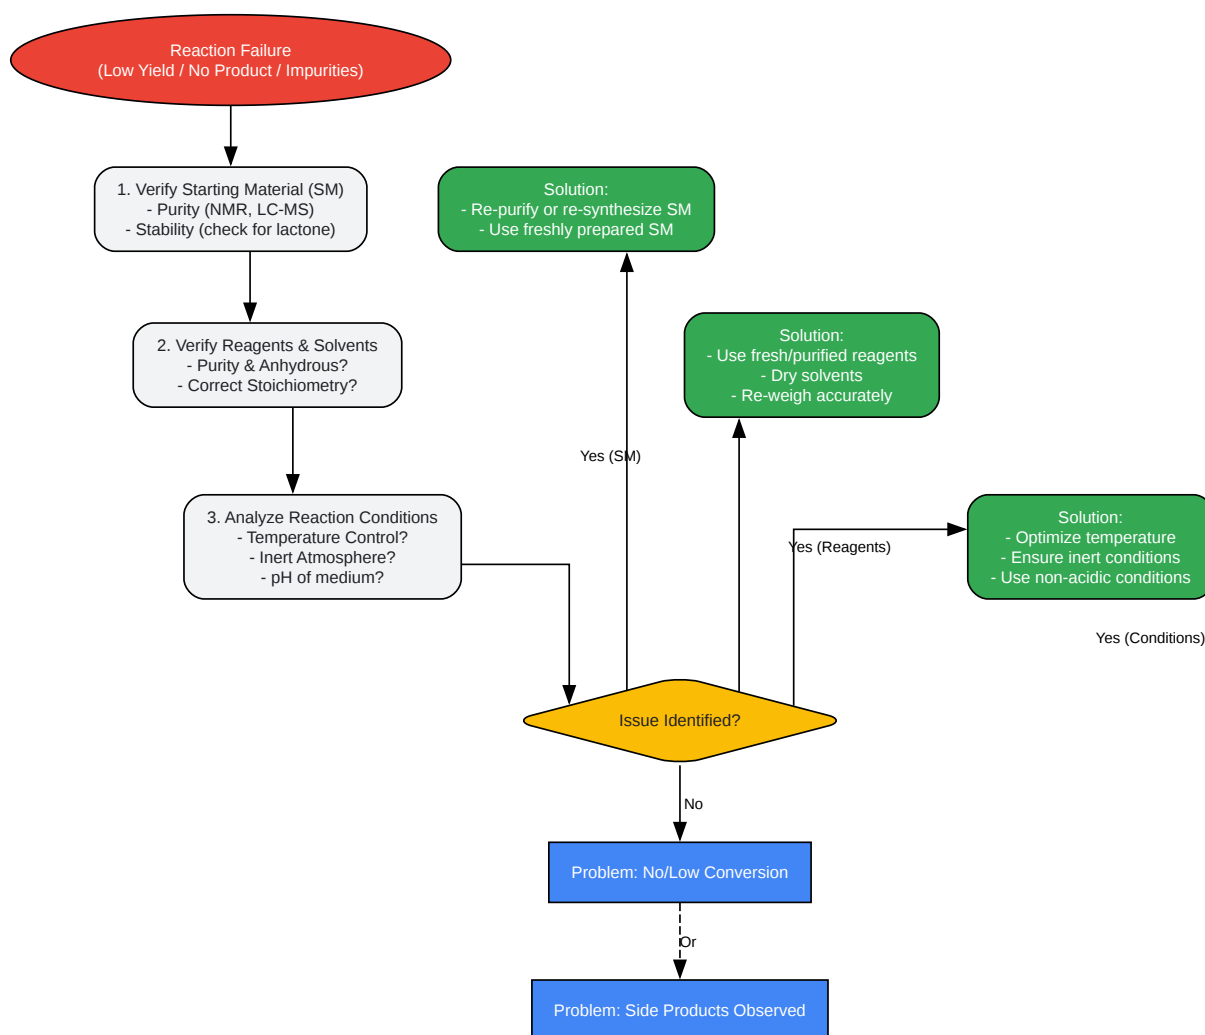 Reaction Failure
(Low Yield / No Product / Impurities)
1. Verify Starting Material (SM)
- Purity (NMR, LC-MS)
- Stability (check for lactone)
Solution:
- Re-purify or re-synthesize SM
- Use freshly prepared SM
2. Verify Reagents & Solvents
- Purity & Anhydrous?
- Correct Stoichiometry?
Solution:
- Use fresh/purified reagents
- Dry solvents
- Re-weigh accurately
Yes (SM)
3. Analyze Reaction Conditions
- Temperature Control?
- Inert Atmosphere?
- pH of medium?
Yes (Reagents)
Solution:
- Optimize temperature
- Ensure inert conditions
- Use non-acidic conditions
Yes (Conditions)
Issue Identified?
No
Problem: No/Low Conversion
Or
Problem: Side Products Observed